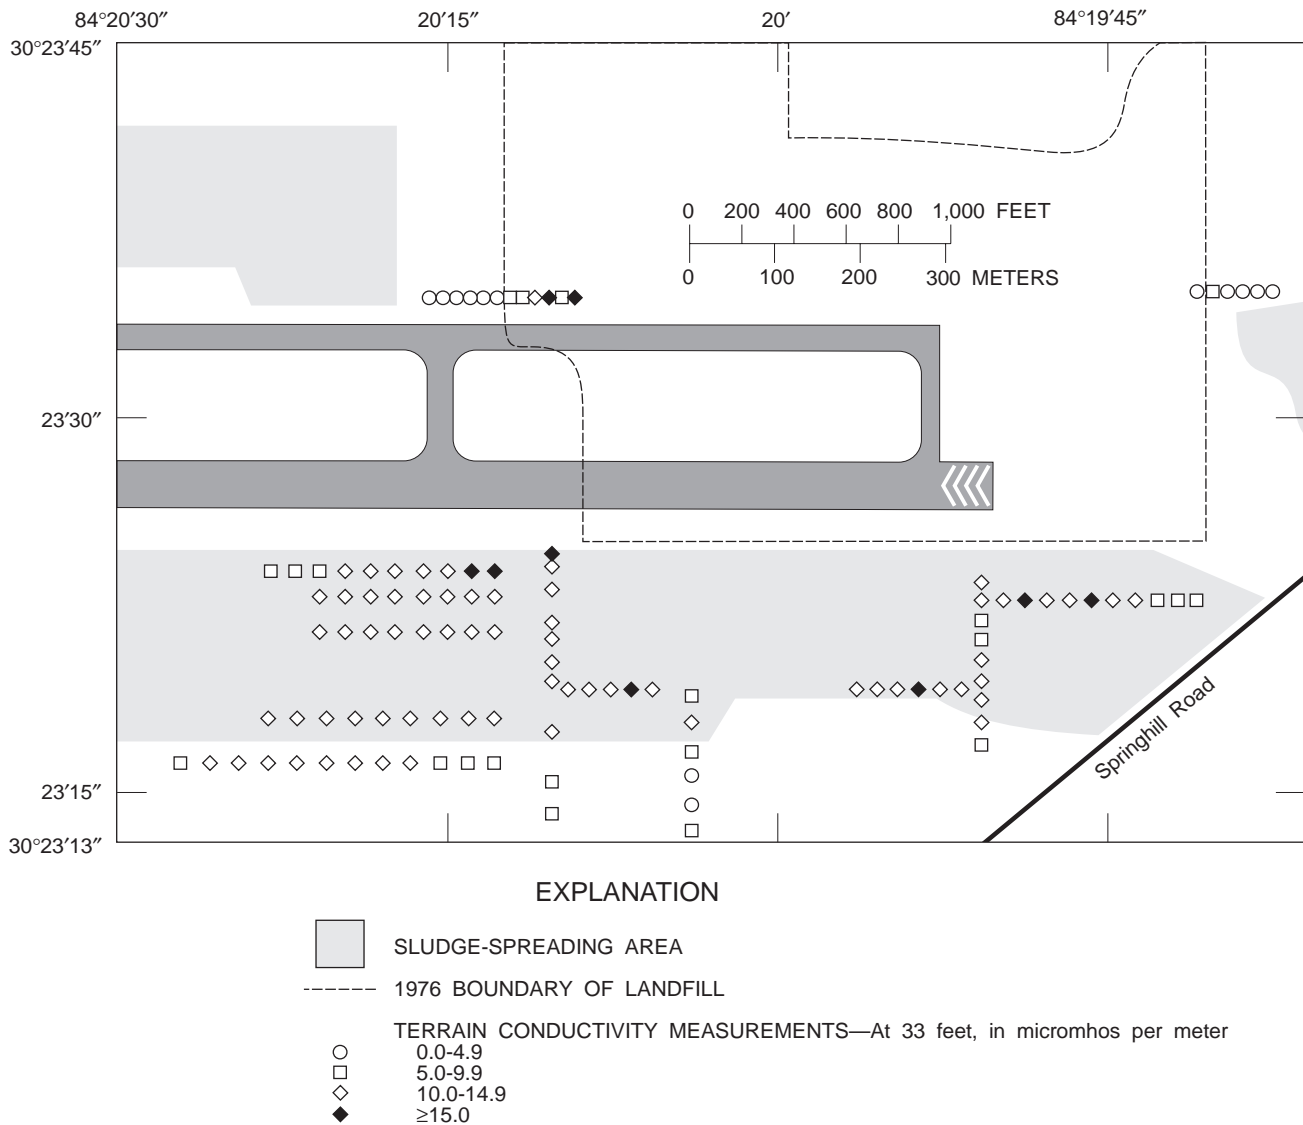 84°20′30″ 20′15″ 20′ 84°19′45″
30°23′45″
0 200 400 600 800 1,000 FEET
0 100 200 300 METERS
23′30″
Springhill Road
23′15″
30°23′13″
EXPLANATION
SLUDGE-SPREADING AREA
1976 BOUNDARY OF LANDFILL
TERRAIN CONDUCTIVITY MEASUREMENTS—At 33 feet, in micromhos per meter
0.0-4.9
5.0-9.9
10.0-14.9
≥15.0